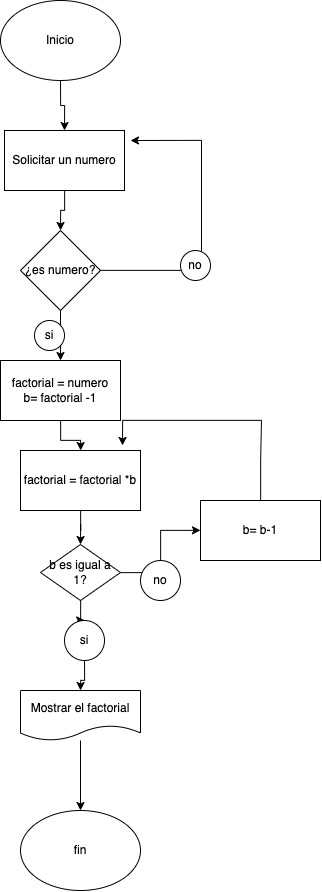 Inicio
Solicitar un numero
¿es numero?
no
si
factorial = numero
b= factorial -1
factorial = factorial *b
b= b-1
b es igual a
1?
no
si
Mostrar el factorial
fin